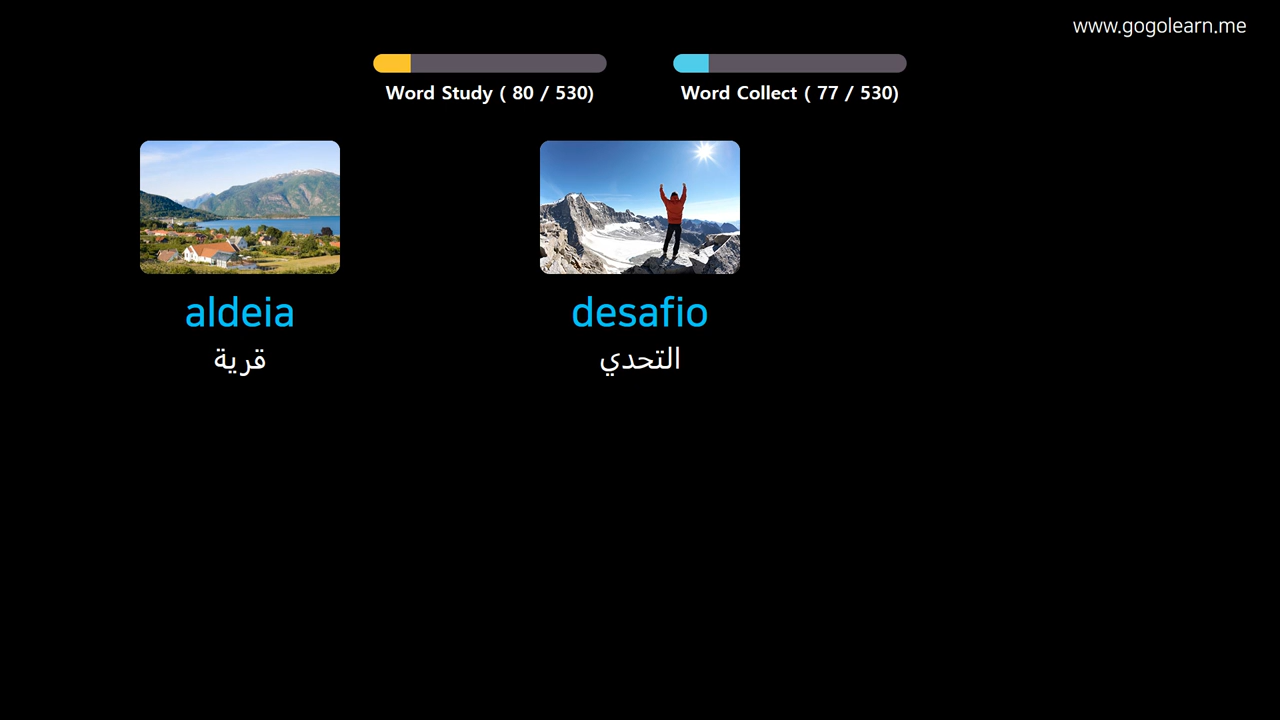 www.gogolearn.me
Word Study ( 80 / 530)
Word Collect ( 77 / 530)
aldeia
قرية
desafio
التحدي